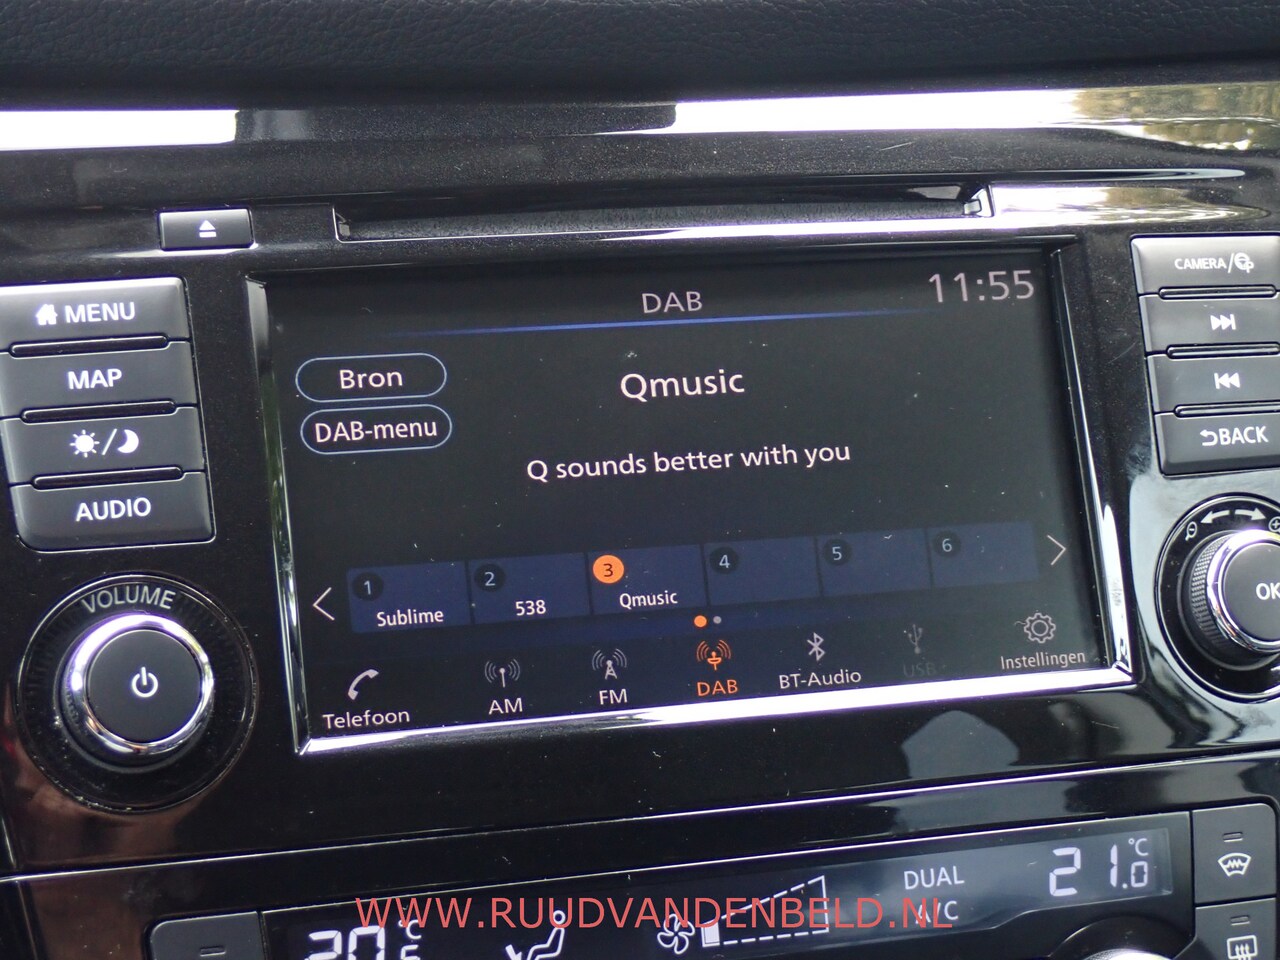 MENU
MAP
AUDIO
VOLUME
CAMERA/
BACK
OK
DAB
11:55
Bron
DAB-menu
Qmusic
Q sounds better with you
1
Sublime
2
538
3
Qmusic
4
5
6
Telefoon
AM
FM
DAB
BT-Audio
USB
Instellingen
DUAL
A/C
21.0 °C
°C
WWW.RUUDVANDENBELD.NL